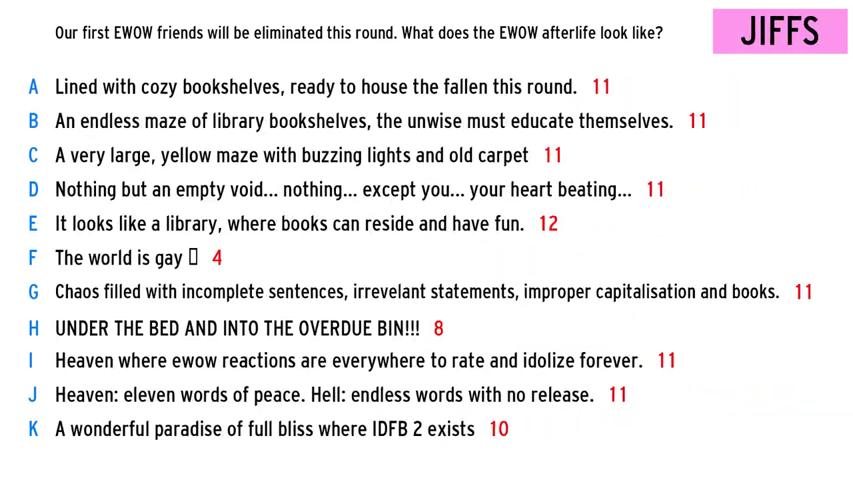 Our first EWOW friends will be eliminated this round. What does the EWOW afterlife look like?
JIFFS
A Lined with cozy bookshelves, ready to house the fallen this round. 11
B An endless maze of library bookshelves, the unwise must educate themselves. 11
C A very large, yellow maze with buzzing lights and old carpet 11
D Nothing but an empty void... nothing... except you... your heart beating... 11
E It looks like a library, where books can reside and have fun. 12
F The world is gay ▯ 4
G Chaos filled with incomplete sentences, irrevelant statements, improper capitalisation and books. 11
H UNDER THE BED AND INTO THE OVERDUE BIN!!! 8
I Heaven where ewow reactions are everywhere to rate and idolize forever. 11
J Heaven: eleven words of peace. Hell: endless words with no release. 11
K A wonderful paradise of full bliss where IDFB 2 exists 10